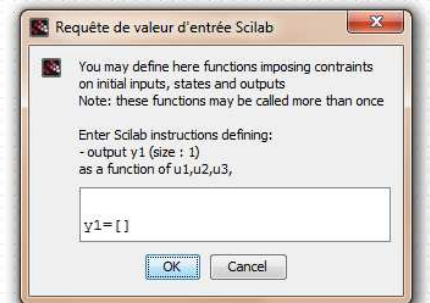 Requête de valeur d'entrée Scilab
You may define here functions imposing contraints
on initial inputs, states and outputs
Note: these functions may be called more than once
Enter Scilab instructions defining:
- output y1 (size : 1)
as a function of u1,u2,u3,
y1=[]
OK Cancel